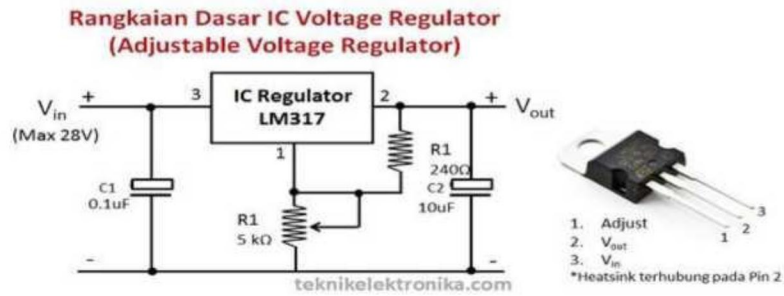 Rangkaian Dasar IC Voltage Regulator
(Adjustable Voltage Regulator)
Vin
+
(Max 28V)
3
IC Regulator
LM317
2
1
+
Vout
C1
0.1uF
R1
5 kΩ
R1
240Ω
C2
10uF
-
-
teknikelektronika.com
1
2
3
1. Adjust
2. Vout
3. Vin
*Heatsink terhubung pada Pin 2